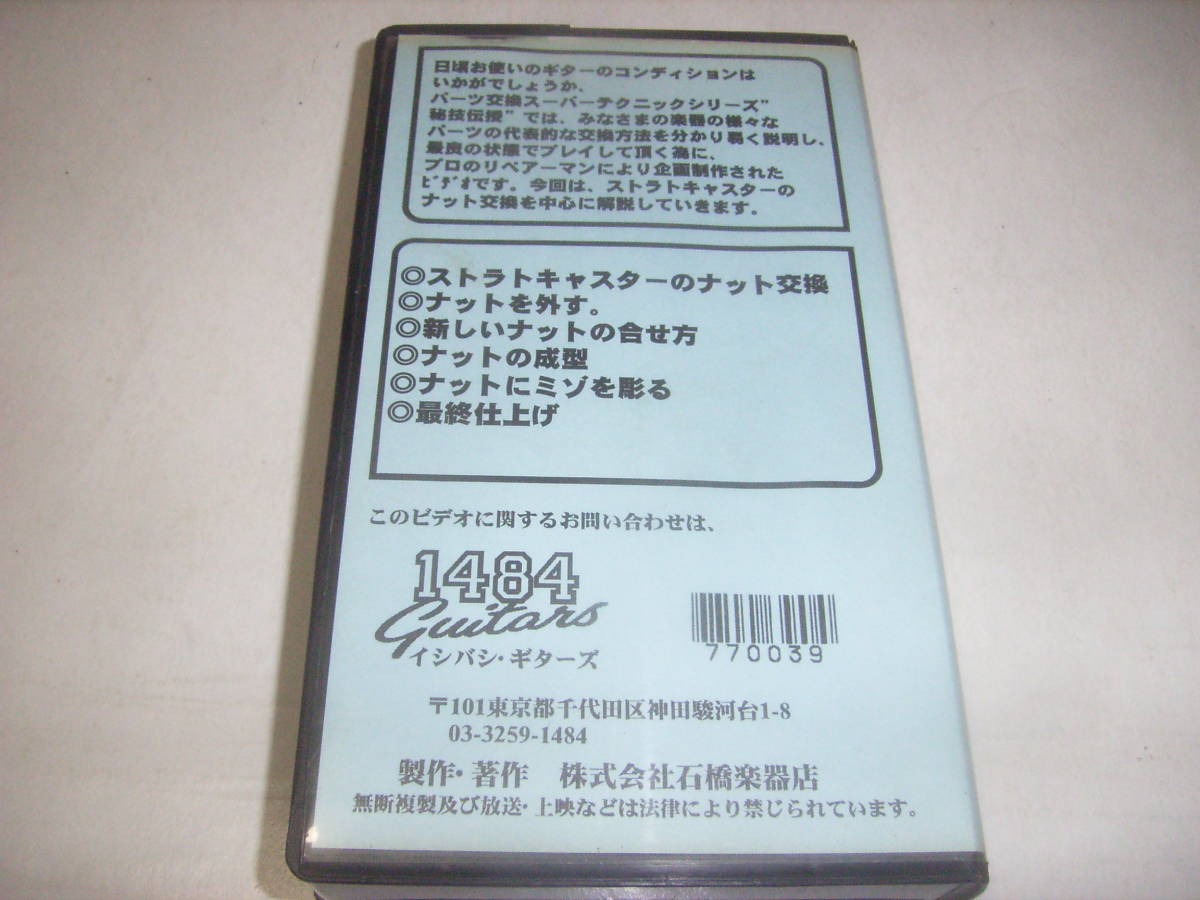 日頃お使いのギターのコンディションは
いかがでしょうか、
パーツ交換スーパーテクニックシリーズ”
秘技伝授”では、みなさまの楽器の様々な
パーツの代表的な交換方法を分かり易く説明し、
最良の状態でプレイして頂く為に、
プロのリペアーマンにより企画制作された
ﾋﾞﾃﾞｵです。今回は、ストラトキャスターの
ナット交換を中心に解説していきます。
◎ストラトキャスターのナット交換
◎ナットを外す。
◎新しいナットの合せ方
◎ナットの成型
◎ナットにミゾを彫る
◎最終仕上げ
このビデオに関するお問い合わせは、
1484
Guitars
イシバシ・ギターズ
770039
〒101東京都千代田区神田駿河台1-8
03-3259-1484
製作・著作　株式会社石橋楽器店
無断複製及び放送・上映などは法律により禁じられています。